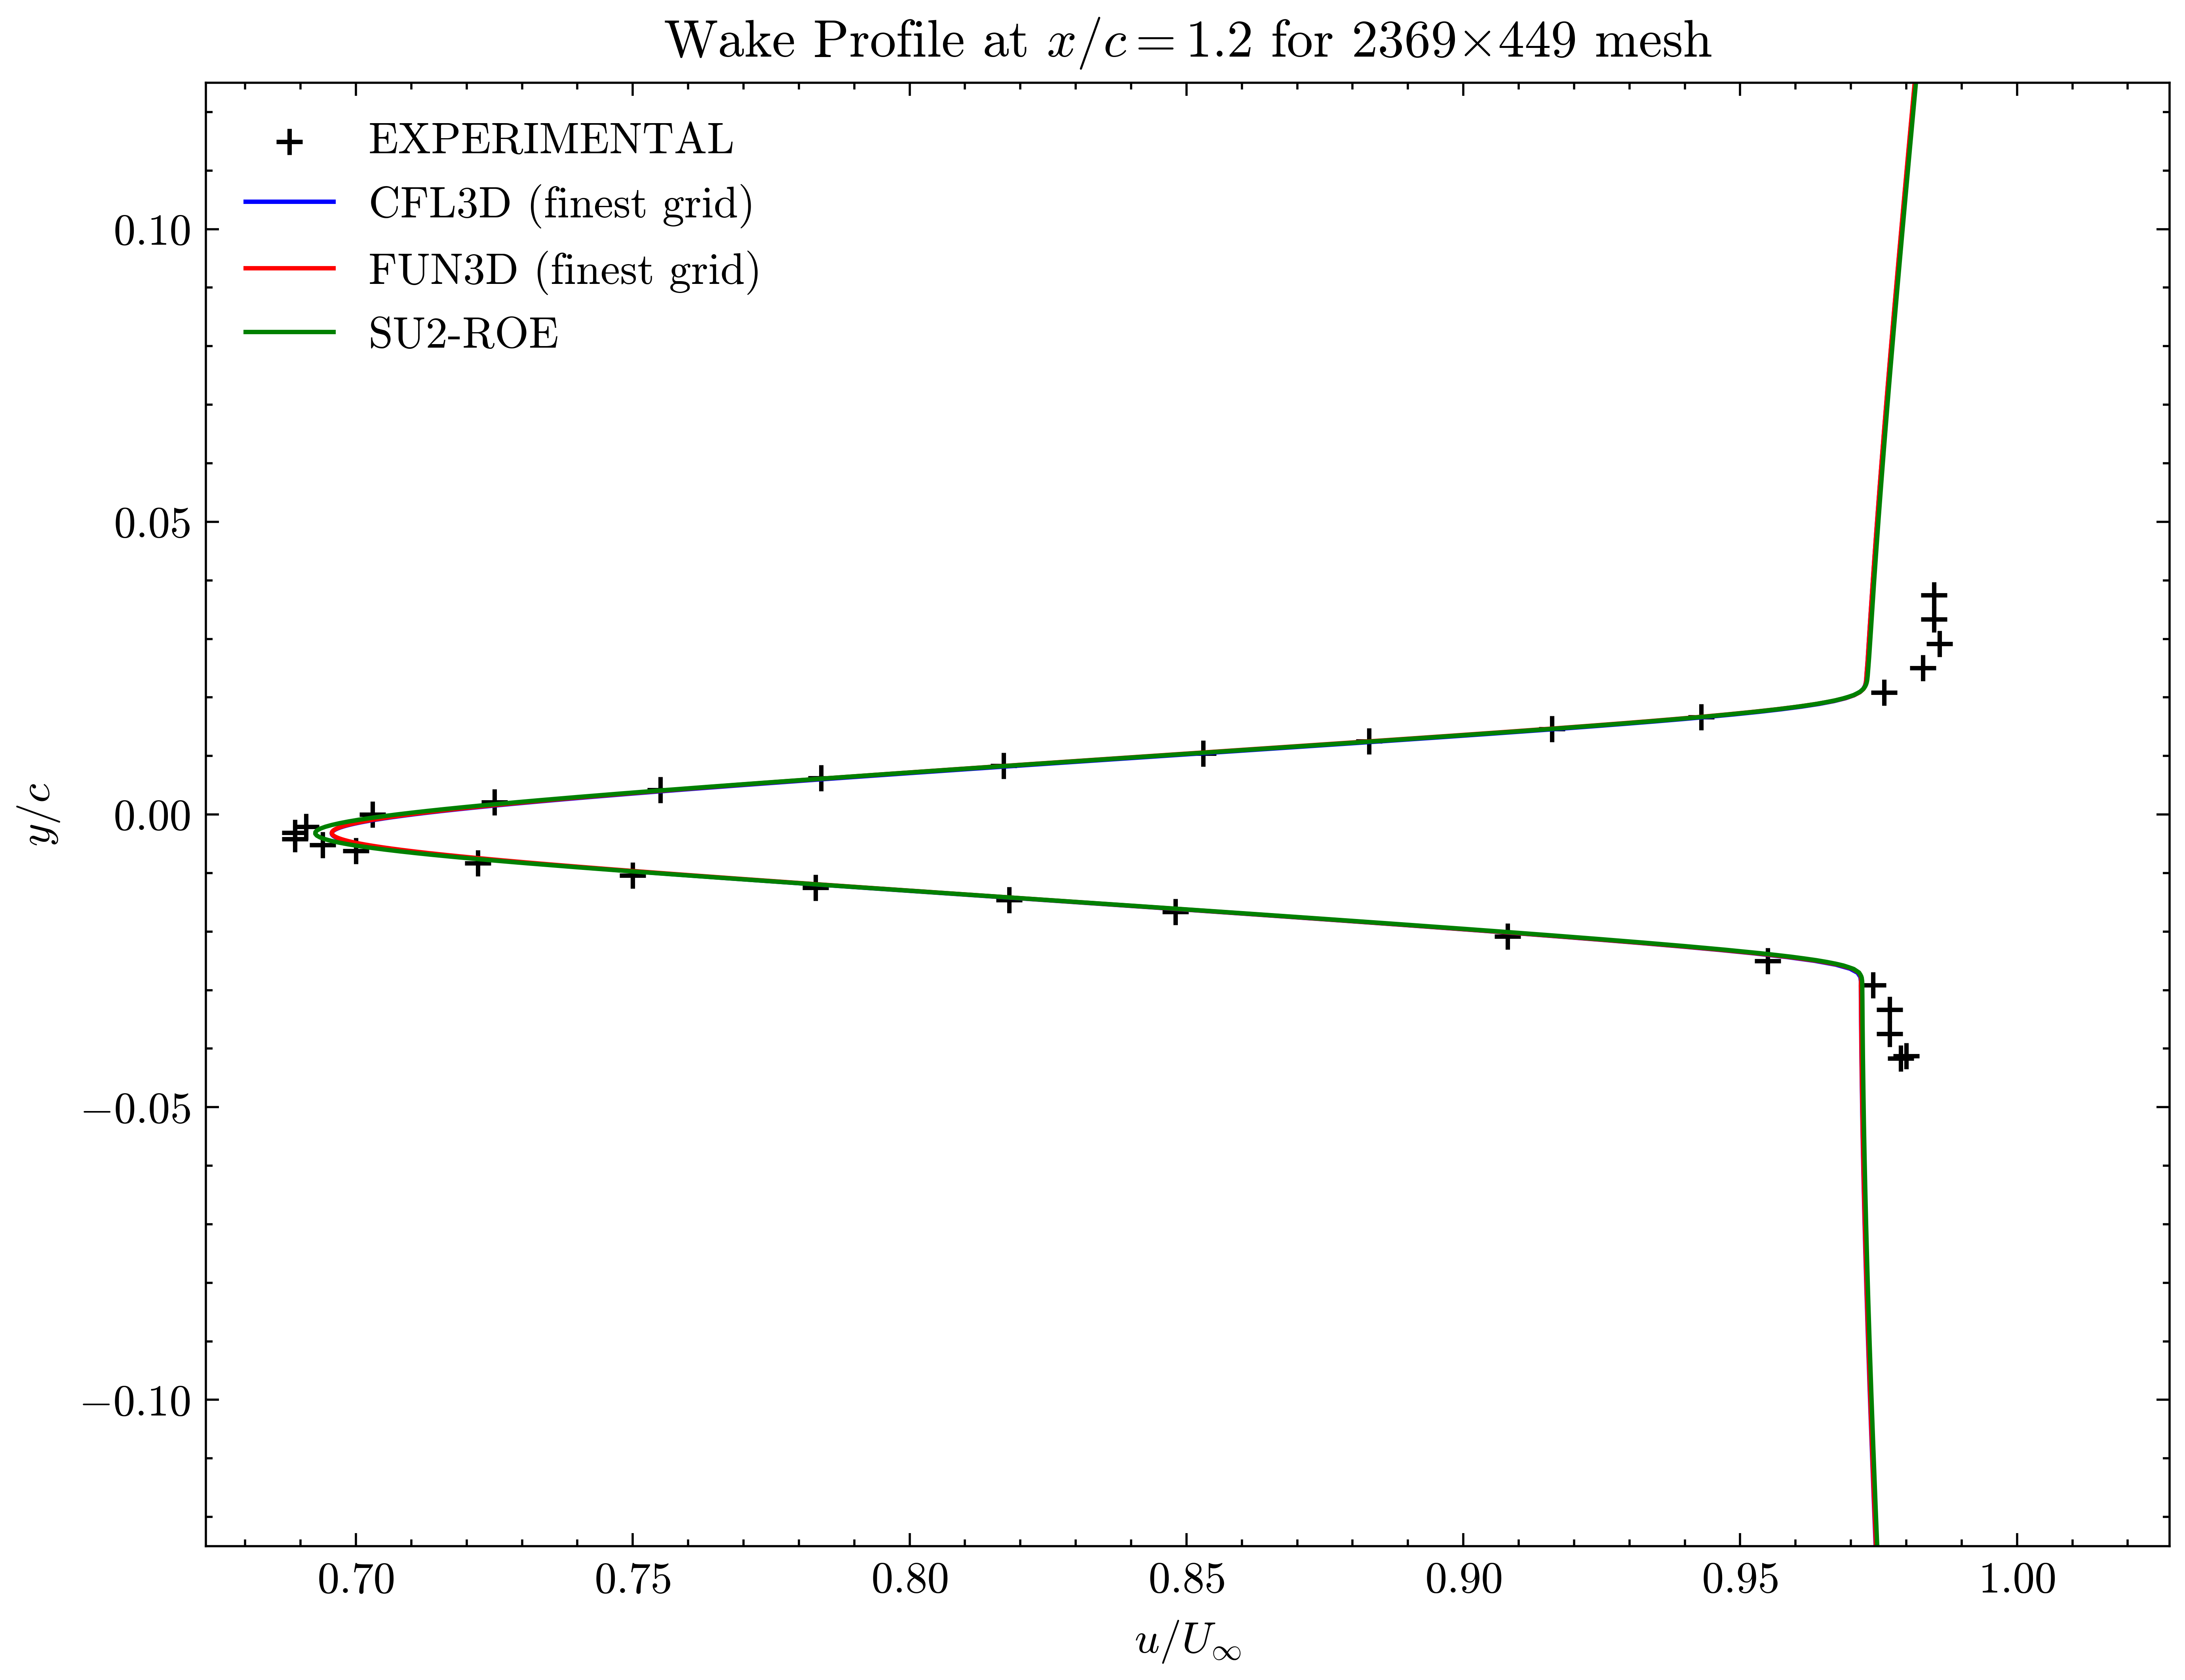 Wake Profile at x/c = 1.2 for 2369×449 mesh
EXPERIMENTAL
CFL3D (finest grid)
FUN3D (finest grid)
SU2-ROE
0.10
0.05
0.00
−0.05
−0.10
y/c
0.70 0.75 0.80 0.85 0.90 0.95 1.00
u/U∞